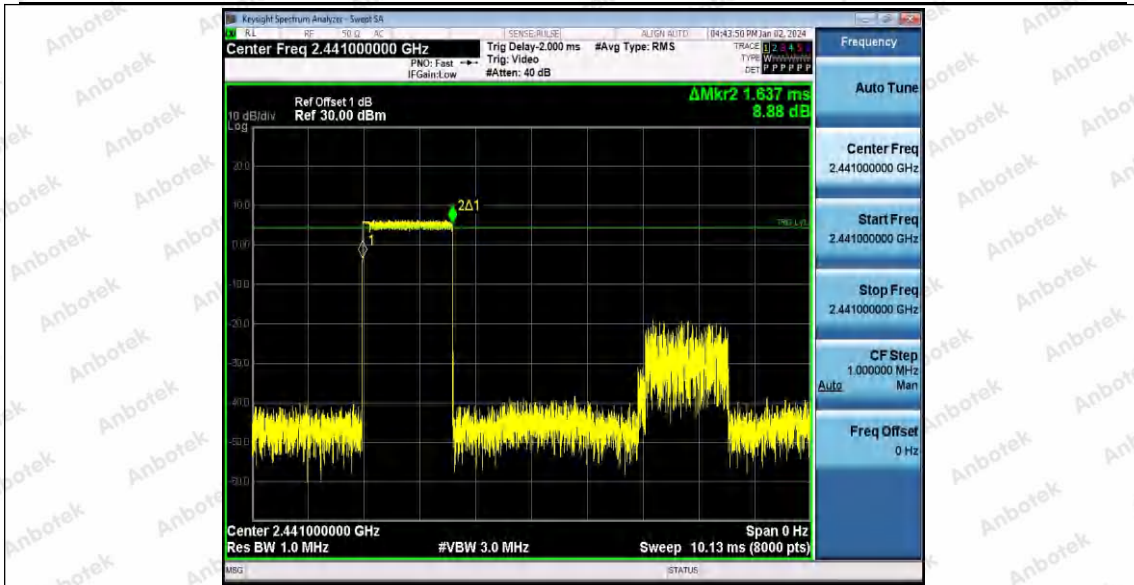 Keysight Spectrum Analyzer - Swept SA
RL RF 50 Ω AC SENSE:PULSE ALIGN AUTO 04:43:50 PM Jan 02, 2024
Center Freq 2.441000000 GHz
PNO: Fast
IFGain:Low
Trig Delay-2.000 ms
Trig: Video
#Atten: 40 dB
#Avg Type: RMS
TRACE 1 2 3 4 5
TYPE W
DET P P P P P P
ΔMkr2 1.637 ms
8.88 dB
Ref Offset 1 dB
10 dB/div Ref 30.00 dBm
Log
20.0
10.0
0.00
-10.0
-20.0
-30.0
-40.0
-50.0
-60.0
2Δ1
1
TRIG LVL
Center 2.441000000 GHz Span 0 Hz
Res BW 1.0 MHz #VBW 3.0 MHz Sweep 10.13 ms (8000 pts)
MSG STATUS
Frequency
Auto Tune
Center Freq
2.441000000 GHz
Start Freq
2.441000000 GHz
Stop Freq
2.441000000 GHz
CF Step
1.000000 MHz
Auto Man
Freq Offset
0 Hz
Anbotek